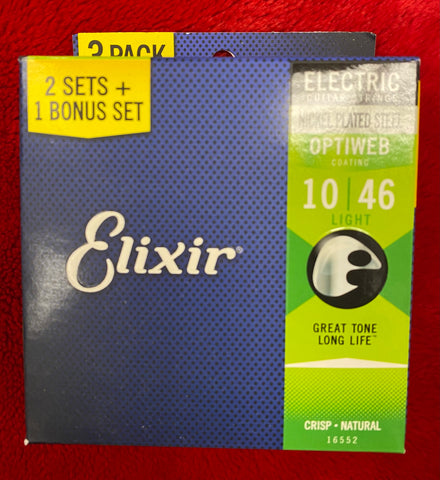 3 PACK
2 SETS +
1 BONUS SET
ELECTRIC
GUITAR STRINGS
NICKEL PLATED STEEL
OPTIWEB
COATING
10 | 46
LIGHT
Elixir®
GREAT TONE
LONG LIFE™
CRISP • NATURAL
16552